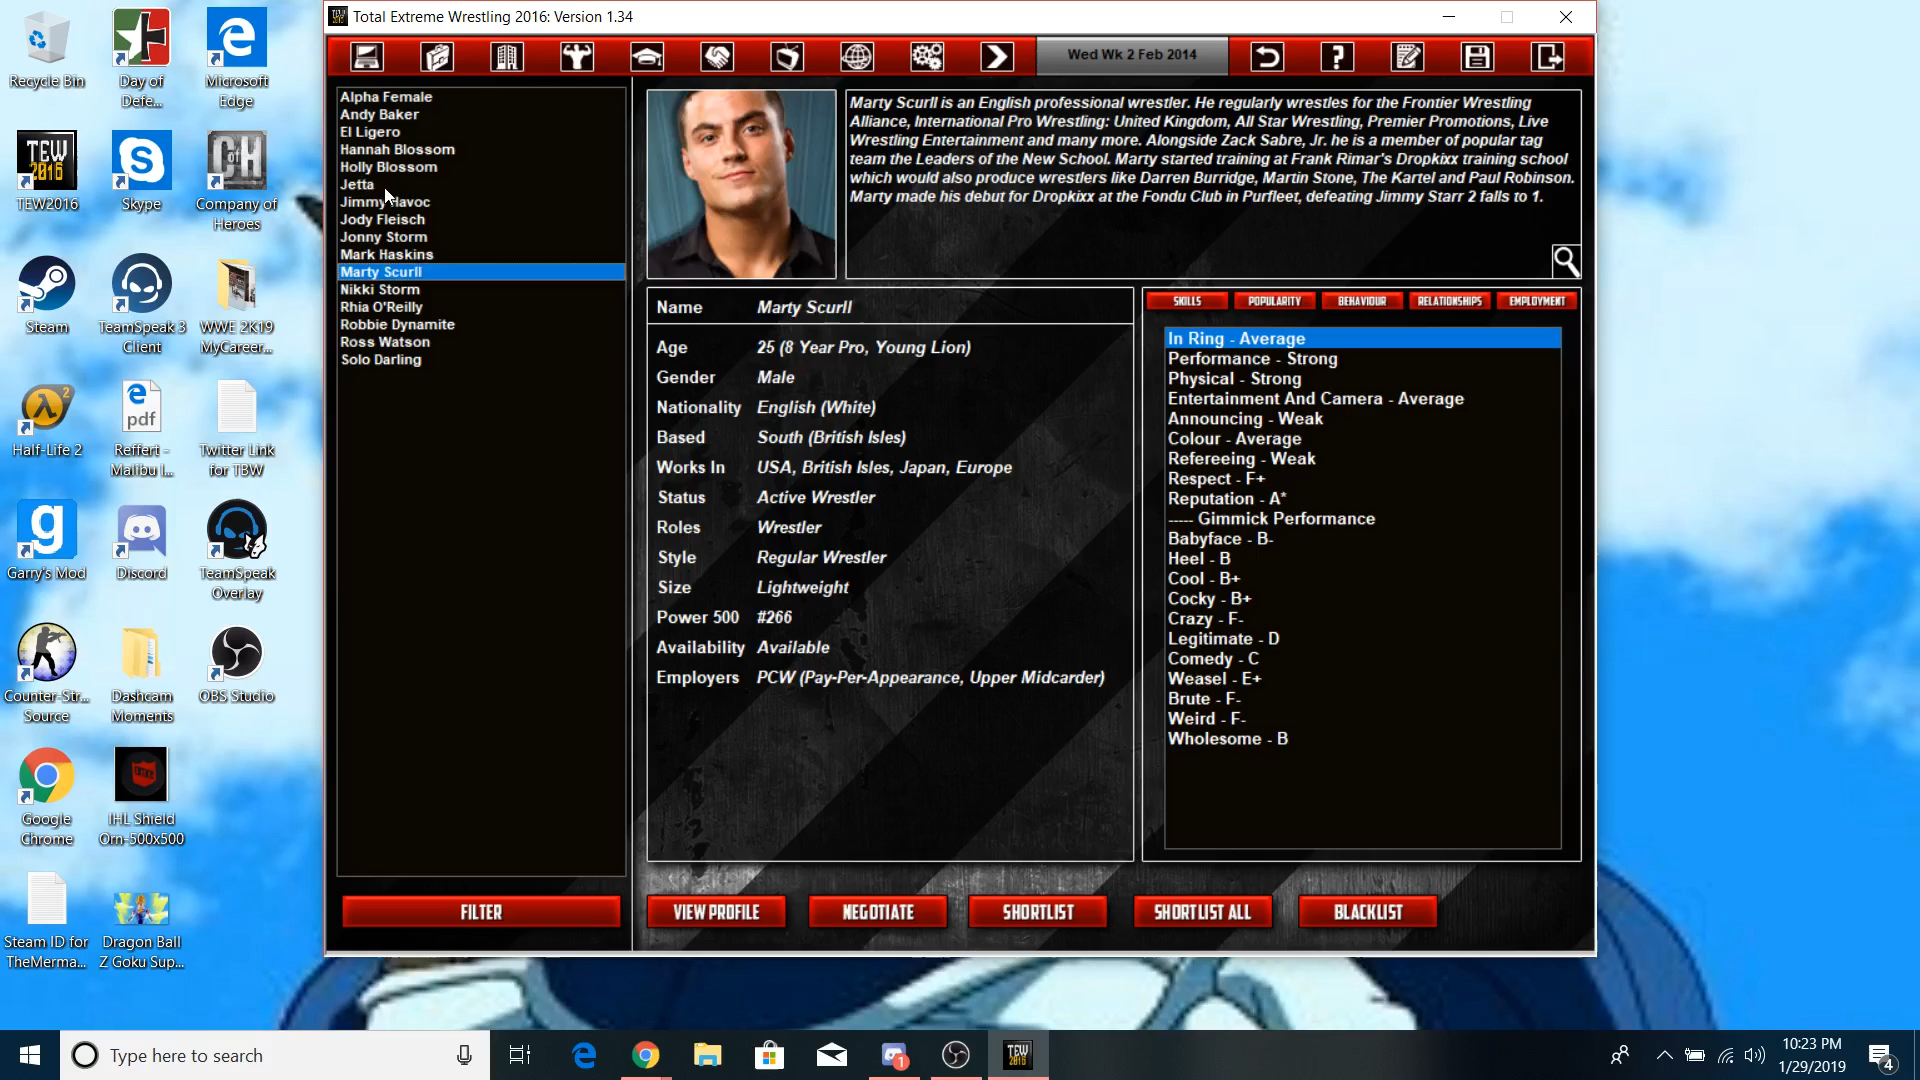 Total Extreme Wrestling 2016: Version 1.34
Wed Wk 2 Feb 2014
Recycle Bin
Day of Defe...
Microsoft Edge
TEW2016
Skype
Company of Heroes
Steam
TeamSpeak 3 Client
WWE 2K19 MyCareer...
Half-Life 2
Reffert - Malibu I...
Twitter Link for TBW
Garry's Mod
Discord
TeamSpeak Overlay
Counter-Str... Source
Dashcam Moments
OBS Studio
Google Chrome
IHL Shield Orn-500x500
Steam ID for TheMerma...
Dragon Ball Z Goku Sup...
Alpha Female
Andy Baker
El Ligero
Hannah Blossom
Holly Blossom
Jetta
Jimmy Havoc
Jody Fleisch
Jonny Storm
Mark Haskins
Marty Scurll
Nikki Storm
Rhia O'Reilly
Robbie Dynamite
Ross Watson
Solo Darling
FILTER
Marty Scurll is an English professional wrestler. He regularly wrestles for the Frontier Wrestling
Alliance, International Pro Wrestling: United Kingdom, All Star Wrestling, Premier Promotions, Live
Wrestling Entertainment and many more. Alongside Zack Sabre, Jr. he is a member of popular tag
team the Leaders of the New School. Marty started training at Frank Rimar's Dropkixx training school
which would also produce wrestlers like Darren Burridge, Martin Stone, The Kartel and Paul Robinson.
Marty made his debut for Dropkixx at the Fondu Club in Purfleet, defeating Jimmy Starr 2 falls to 1.
Name Marty Scurll
Age 25 (8 Year Pro, Young Lion)
Gender Male
Nationality English (White)
Based South (British Isles)
Works In USA, British Isles, Japan, Europe
Status Active Wrestler
Roles Wrestler
Style Regular Wrestler
Size Lightweight
Power 500 #266
Availability Available
Employers PCW (Pay-Per-Appearance, Upper Midcarder)
SKILLS POPULARITY BEHAVIOUR RELATIONSHIPS EMPLOYMENT
In Ring - Average
Performance - Strong
Physical - Strong
Entertainment And Camera - Average
Announcing - Weak
Colour - Average
Refereeing - Weak
Respect - F+
Reputation - A*
----- Gimmick Performance
Babyface - B-
Heel - B
Cool - B+
Cocky - B+
Crazy - F-
Legitimate - D
Comedy - C
Weasel - E+
Brute - F-
Weird - F-
Wholesome - B
VIEW PROFILE NEGOTIATE SHORTLIST SHORTLIST ALL BLACKLIST
Type here to search
10:23 PM
1/29/2019